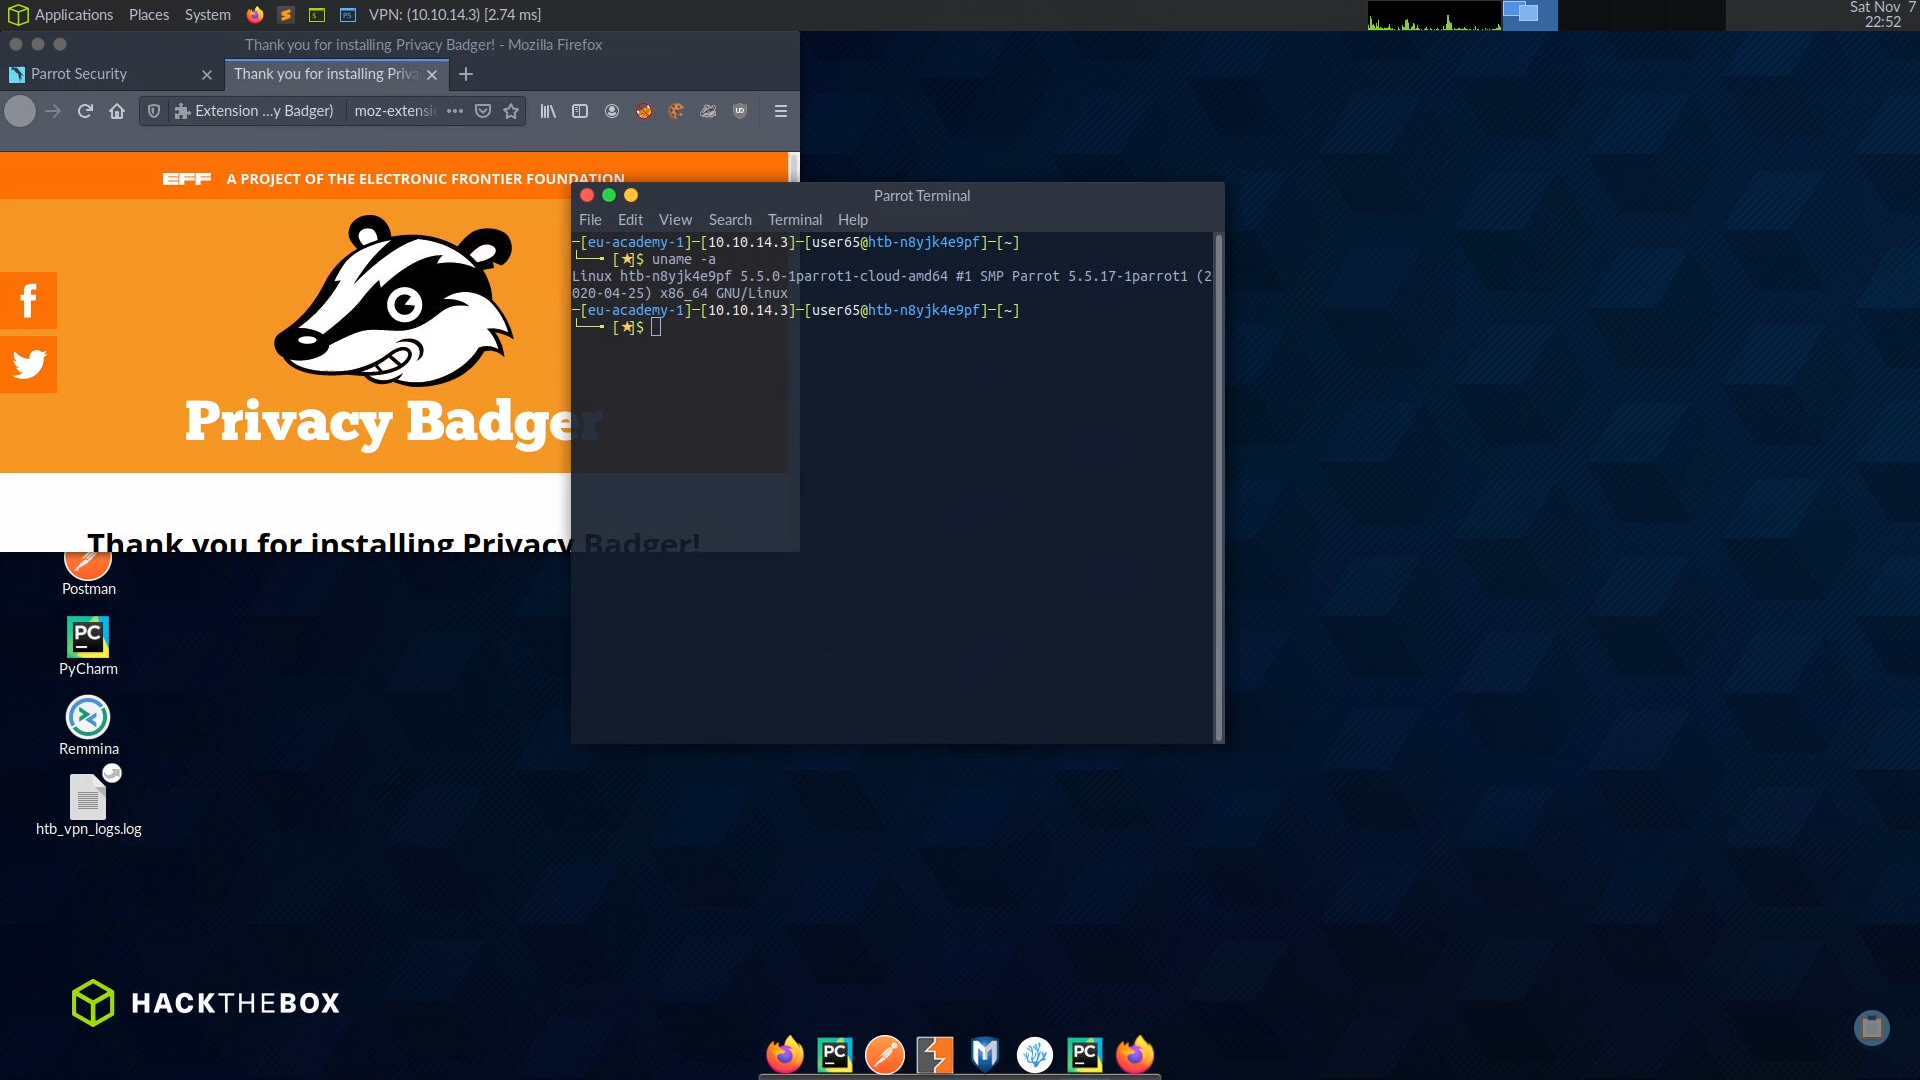 Applications Places System VPN: (10.10.14.3) [2.74 ms]
Sat Nov 7
22:52
Thank you for installing Privacy Badger! - Mozilla Firefox
Parrot Security
Thank you for installing Priva
Extension ...y Badger) moz-extensi
EFF A PROJECT OF THE ELECTRONIC FRONTIER FOUNDATION
Privacy Badger
Thank you for installing Privacy Badger!
Parrot Terminal
File Edit View Search Terminal Help
─[eu-academy-1]─[10.10.14.3]─[user65@htb-n8yjk4e9pf]─[~]
└──╼ [★]$ uname -a
Linux htb-n8yjk4e9pf 5.5.0-1parrot1-cloud-amd64 #1 SMP Parrot 5.5.17-1parrot1 (2
020-04-25) x86_64 GNU/Linux
─[eu-academy-1]─[10.10.14.3]─[user65@htb-n8yjk4e9pf]─[~]
└──╼ [★]$
Postman
PC
PyCharm
Remmina
htb_vpn_logs.log
HACKTHEBOX
PC
PC